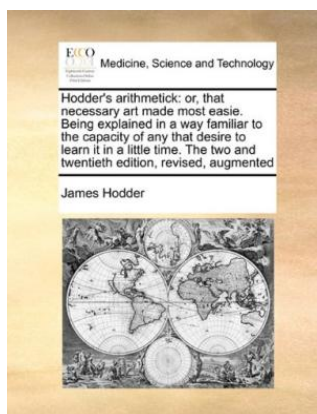 ECCO
Medicine, Science and Technology
Hodder's arithmetick: or, that
necessary art made most easie.
Being explained in a way familiar to
the capacity of any that desire to
learn it in a little time. The two and
twentieth edition, revised, augmented
James Hodder